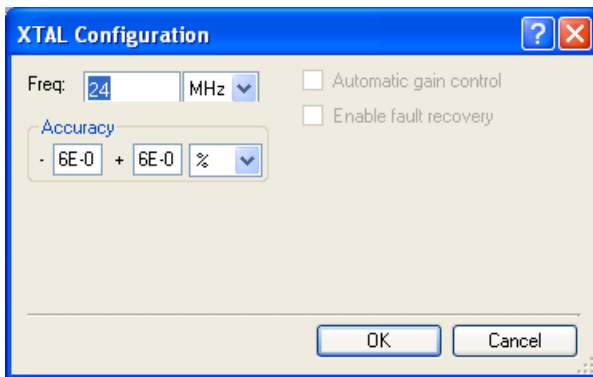 XTAL Configuration
Freq: 24 MHz
Automatic gain control
Enable fault recovery
Accuracy
- 6E-0 + 6E-0 %
OK Cancel